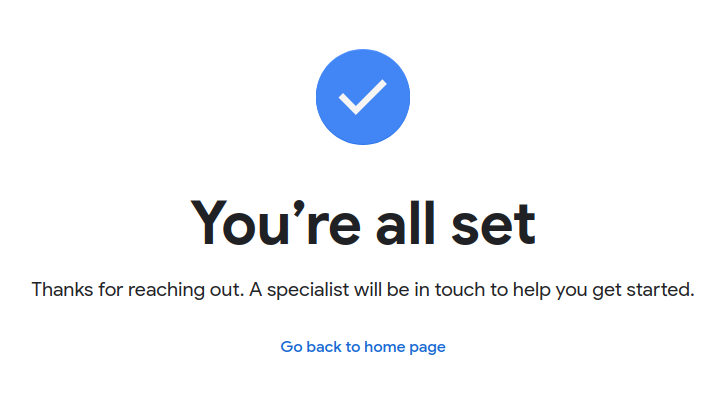 You’re all set
Thanks for reaching out. A specialist will be in touch to help you get started.
Go back to home page